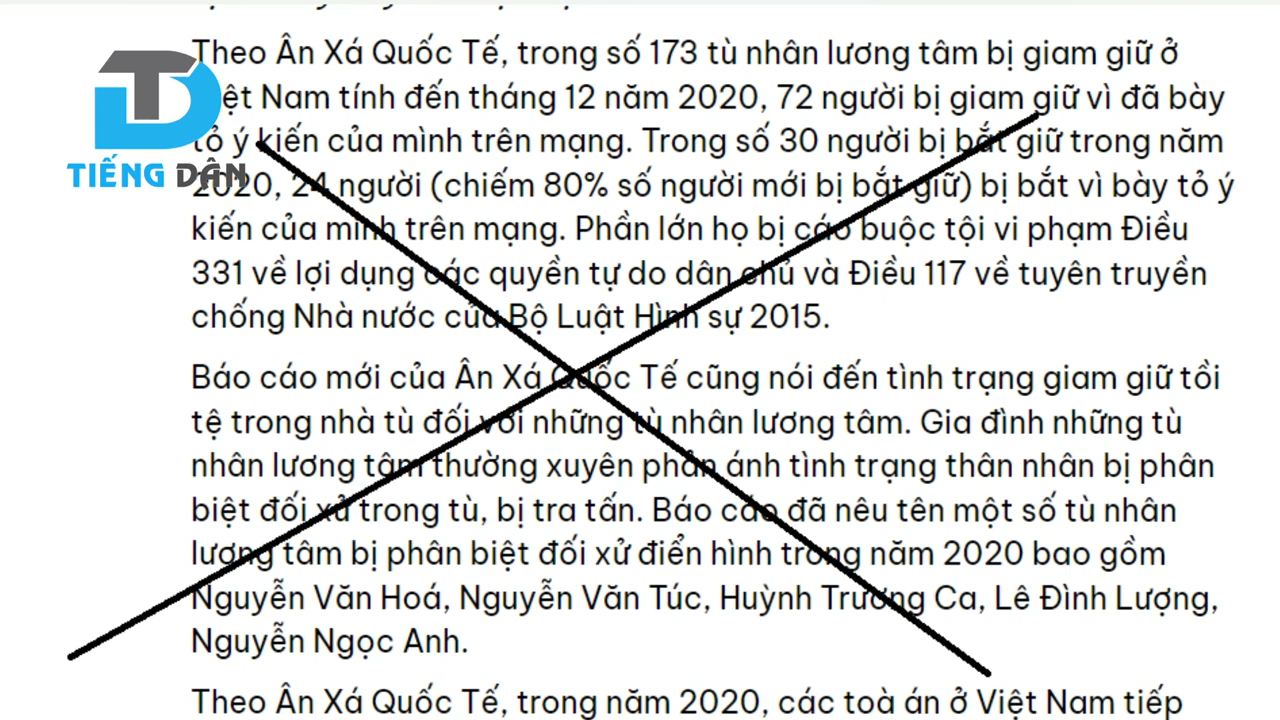 Theo Ân Xá Quốc Tế, trong số 173 tù nhân lương tâm bị giam giữ ở
Việt Nam tính đến tháng 12 năm 2020, 72 người bị giam giữ vì đã bày
tỏ ý kiến của mình trên mạng. Trong số 30 người bị bắt giữ trong năm
TIẾNG DÂN
2020, 24 người (chiếm 80% số người mới bị bắt giữ) bị bắt vì bày tỏ ý
kiến của mình trên mạng. Phần lớn họ bị cáo buộc tội vi phạm Điều
331 về lợi dụng các quyền tự do dân chủ và Điều 117 về tuyên truyền
chống Nhà nước của Bộ Luật Hình sự 2015.
Báo cáo mới của Ân Xá Quốc Tế cũng nói đến tình trạng giam giữ tồi
tệ trong nhà tù đối với những tù nhân lương tâm. Gia đình những tù
nhân lương tâm thường xuyên phản ánh tình trạng thân nhân bị phân
biệt đối xử trong tù, bị tra tấn. Báo cáo đã nêu tên một số tù nhân
lương tâm bị phân biệt đối xử điển hình trong năm 2020 bao gồm
Nguyễn Văn Hoá, Nguyễn Văn Túc, Huỳnh Trương Ca, Lê Đình Lượng,
Nguyễn Ngọc Anh.
Theo Ân Xá Quốc Tế, trong năm 2020, các toà án ở Việt Nam tiếp